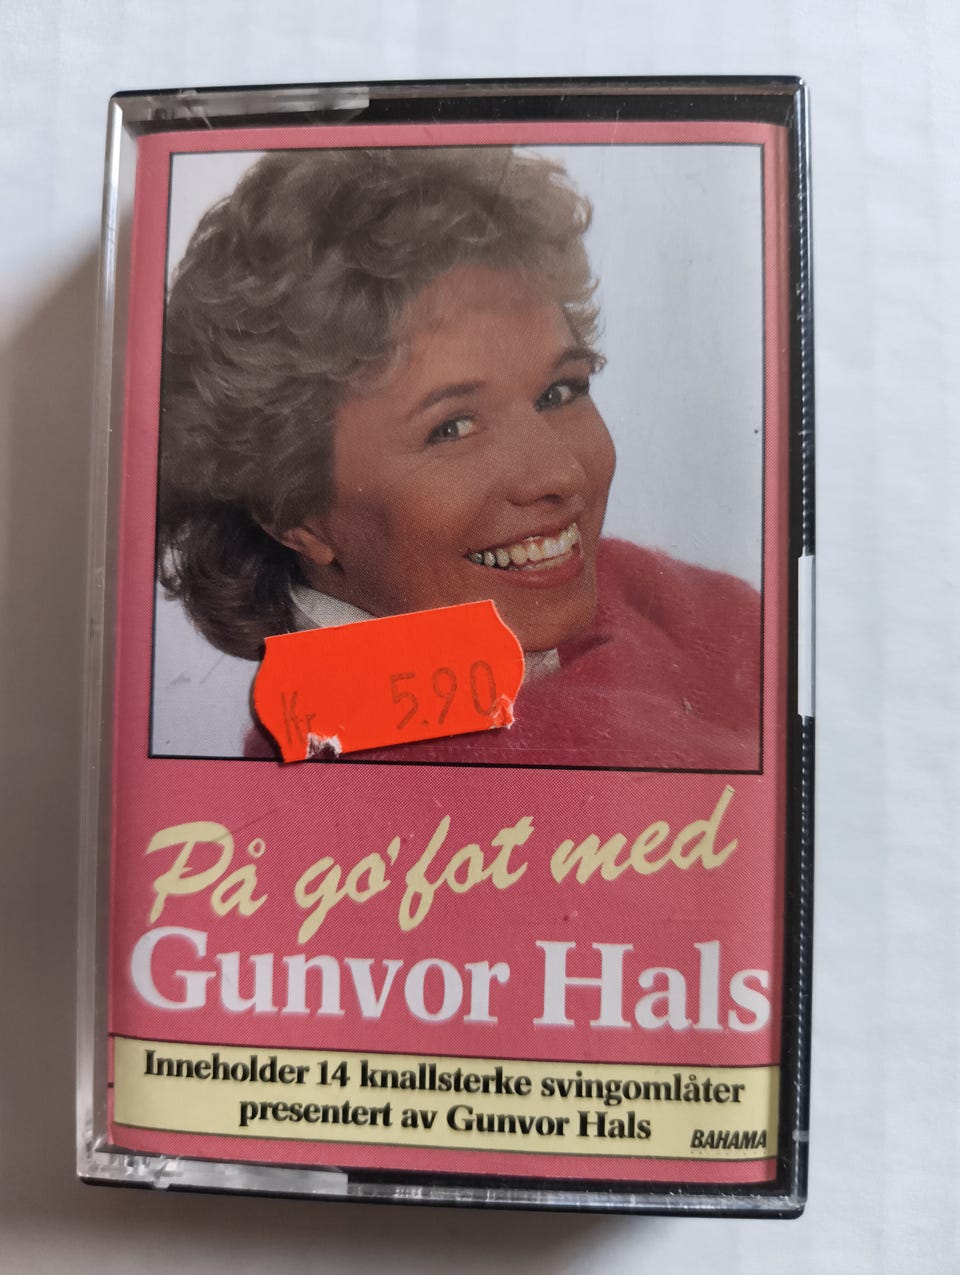 Kr 5.90
På go'fot med
Gunvor Hals
Inneholder 14 knallsterke svingomlåter
presentert av Gunvor Hals
BAHAMA